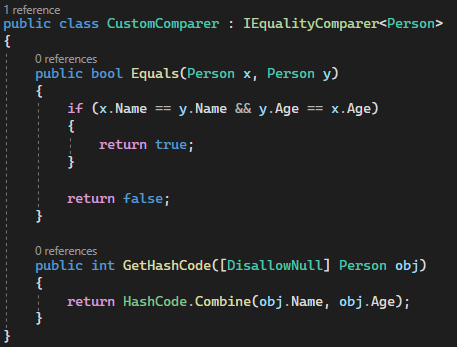 1 reference
public class CustomComparer : IEqualityComparer<Person>
{
0 references
public bool Equals(Person x, Person y)
{
if (x.Name == y.Name && y.Age == x.Age)
{
return true;
}
return false;
}
0 references
public int GetHashCode([DisallowNull] Person obj)
{
return HashCode.Combine(obj.Name, obj.Age);
}
}